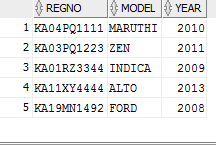 REGNO MODEL YEAR
1 KA04PQ1111 MARUTHI 2010
2 KA03PQ1223 ZEN 2011
3 KA01RZ3344 INDICA 2009
4 KA11XY4444 ALTO 2013
5 KA19MN1492 FORD 2008